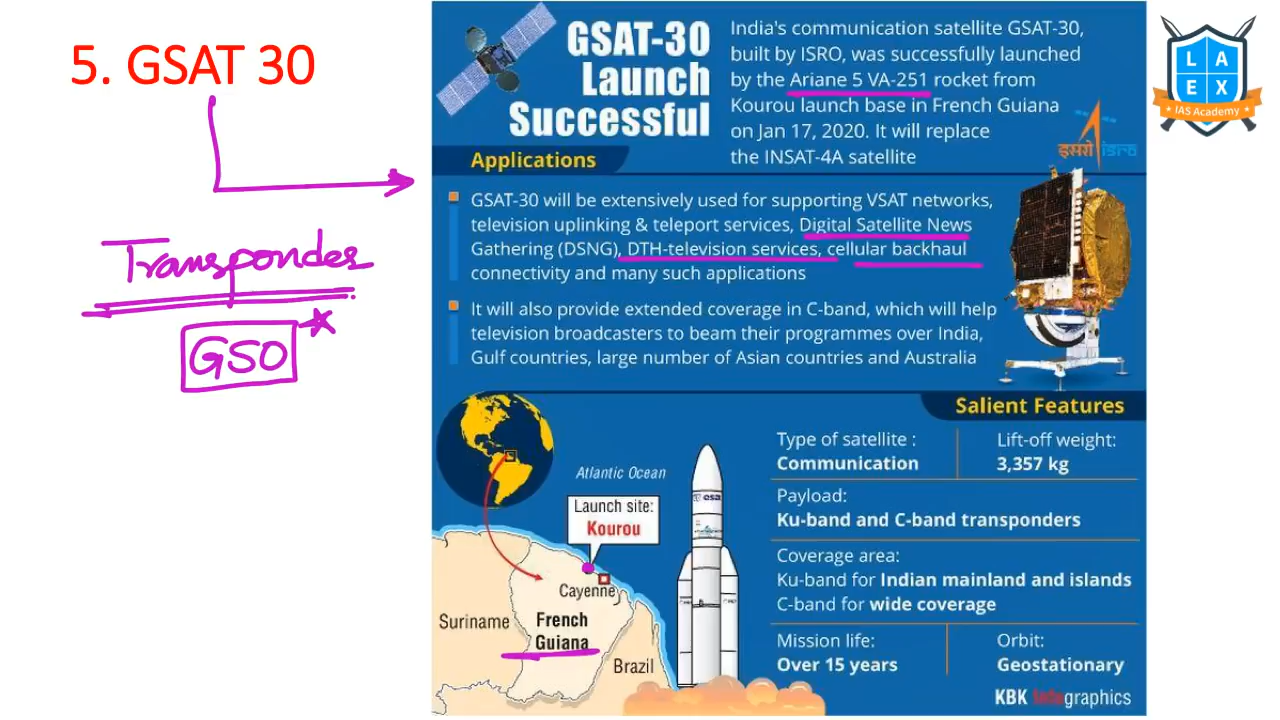 5. GSAT 30
Transponder
GSO
GSAT-30
Launch
Successful
India's communication satellite GSAT-30,
built by ISRO, was successfully launched
by the Ariane 5 VA-251 rocket from
Kourou launch base in French Guiana
on Jan 17, 2020. It will replace
the INSAT-4A satellite
इसरो isro
L A
E X
IAS Academy
Applications
GSAT-30 will be extensively used for supporting VSAT networks,
television uplinking & teleport services, Digital Satellite News
Gathering (DSNG), DTH-television services, cellular backhaul
connectivity and many such applications
It will also provide extended coverage in C-band, which will help
television broadcasters to beam their programmes over India,
Gulf countries, large number of Asian countries and Australia
Atlantic Ocean
Launch site:
Kourou
Cayenne
Suriname
French
Guiana
Brazil
esa
Salient Features
Type of satellite :
Communication
Lift-off weight:
3,357 kg
Payload:
Ku-band and C-band transponders
Coverage area:
Ku-band for Indian mainland and islands
C-band for wide coverage
Mission life:
Over 15 years
Orbit:
Geostationary
KBK Infographics